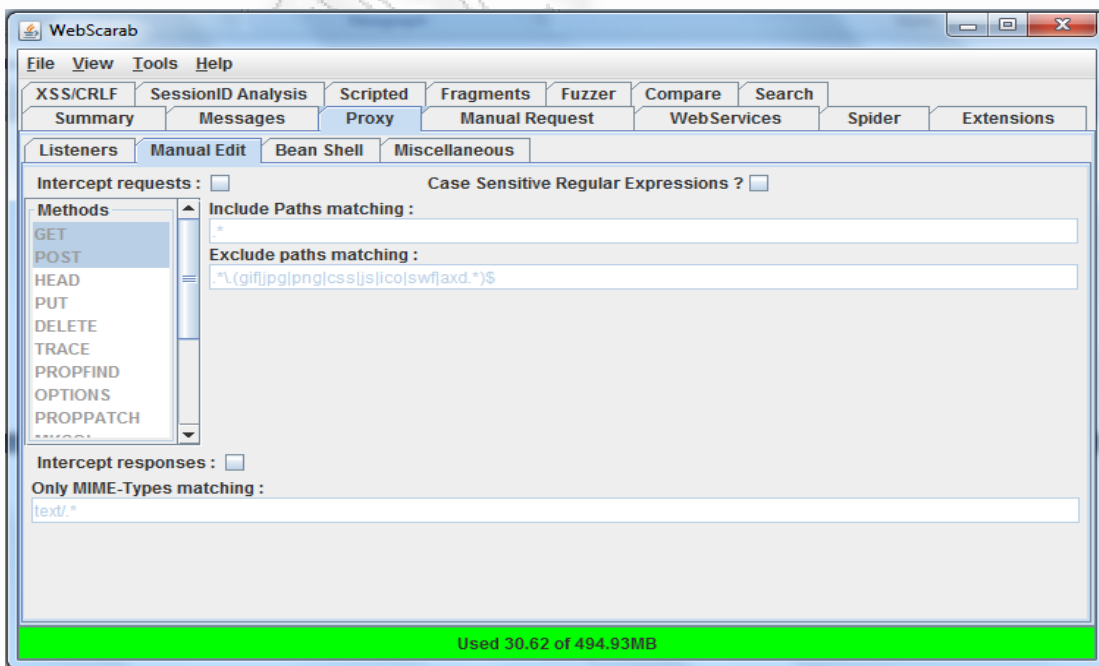 WebScarab
File View Tools Help
XSS/CRLF SessionID Analysis Scripted Fragments Fuzzer Compare Search
Summary Messages Proxy Manual Request WebServices Spider Extensions
Listeners Manual Edit Bean Shell Miscellaneous
Intercept requests : Case Sensitive Regular Expressions ?
Methods
GET
POST
HEAD
PUT
DELETE
TRACE
PROPFIND
OPTIONS
PROPPATCH
Include Paths matching :
.*
Exclude paths matching :
.*\.(gif|jpg|png|css|js|ico|swf|axd.*)$
Intercept responses :
Only MIME-Types matching :
text/.*
Used 30.62 of 494.93MB